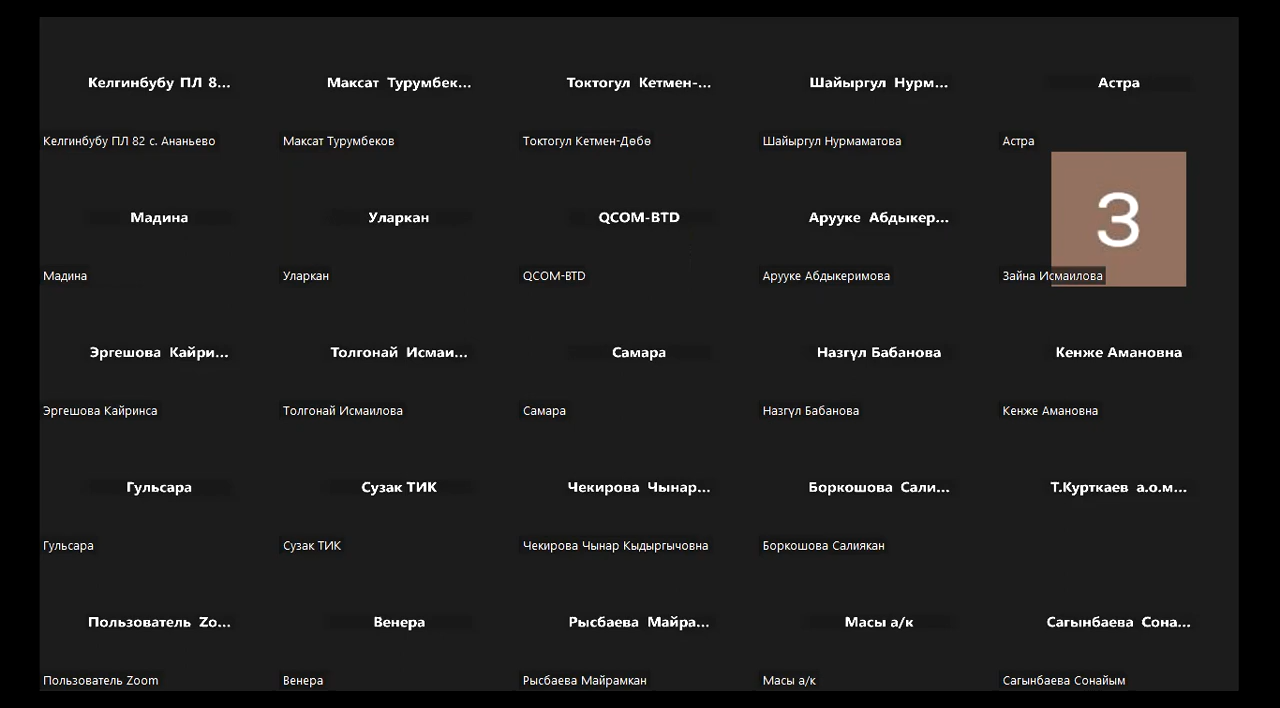 Келгинбубу ПЛ 8...
Максат Турумбек...
Токтогул Кетмен-...
Шайыргул Нурм...
Астра
Келгинбубу ПЛ 82 с. Ананьево
Максат Турумбеков
Токтогул Кетмен-Дөбө
Шайыргул Нурмаматова
Астра
Мадина
Уларкан
QCOM-BTD
Арууке Абдыкер...
З
Мадина
Уларкан
QCOM-BTD
Арууке Абдыкеримова
Зайна Исмаилова
Эргешова Кайри...
Толгонай Исмаи...
Самара
Назгүл Бабанова
Кенже Амановна
Эргешова Кайринса
Толгонай Исмаилова
Самара
Назгүл Бабанова
Кенже Амановна
Гульсара
Сузак ТИК
Чекирова Чынар...
Боркошова Сали...
Т.Курткаев а.о.м...
Гульсара
Сузак ТИК
Чекирова Чынар Кыдыргычовна
Боркошова Салиякан
Пользователь Zo...
Венера
Рысбаева Майра...
Масы а/к
Сагынбаева Сона...
Пользователь Zoom
Венера
Рысбаева Майрамкан
Масы а/к
Сагынбаева Сонайым